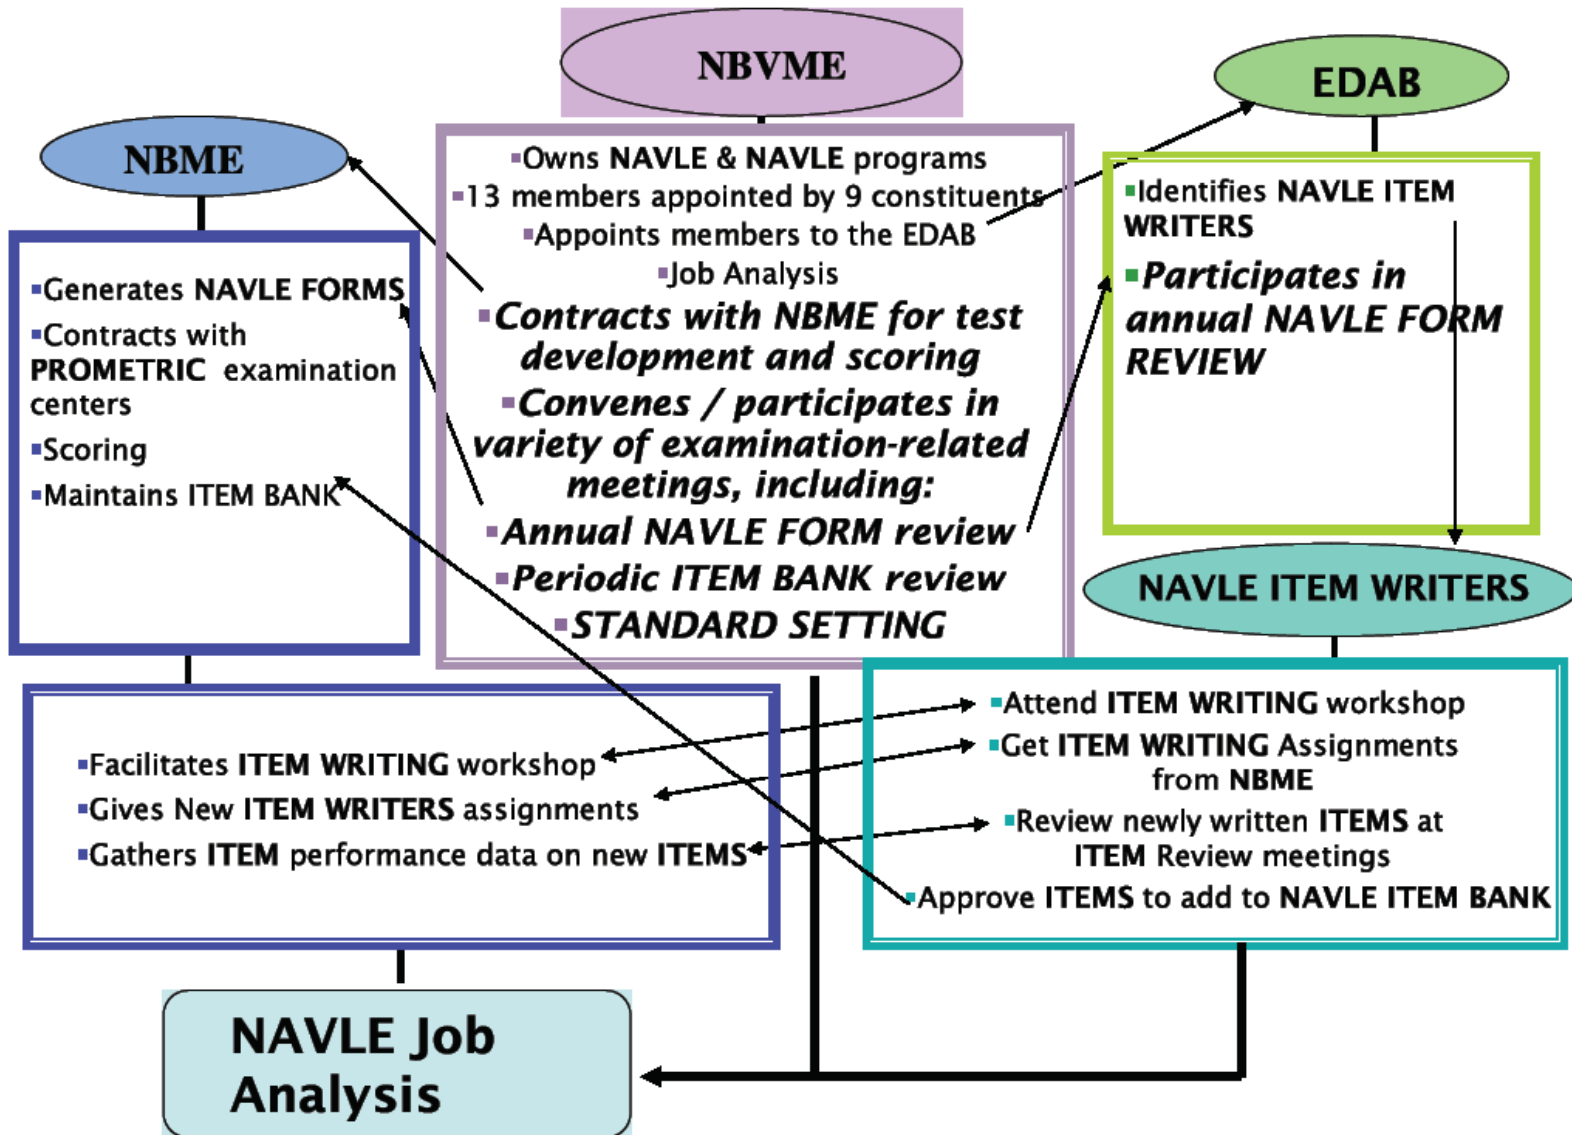 NBVME
▪Owns NAVLE & NAVLE programs
▪13 members appointed by 9 constituents
▪Appoints members to the EDAB
▪Job Analysis
▪Contracts with NBME for test
development and scoring
▪Convenes / participates in
variety of examination-related
meetings, including:
▪Annual NAVLE FORM review
▪Periodic ITEM BANK review
▪STANDARD SETTING
NBME
▪Generates NAVLE FORMS
▪Contracts with
PROMETRIC examination
centers
▪Scoring
▪Maintains ITEM BANK
▪Facilitates ITEM WRITING workshop
▪Gives New ITEM WRITERS assignments
▪Gathers ITEM performance data on new ITEMS
EDAB
▪Identifies NAVLE ITEM
WRITERS
▪Participates in
annual NAVLE FORM
REVIEW
NAVLE ITEM WRITERS
▪Attend ITEM WRITING workshop
▪Get ITEM WRITING Assignments
from NBME
▪Review newly written ITEMS at
ITEM Review meetings
▪Approve ITEMS to add to NAVLE ITEM BANK
NAVLE Job
Analysis